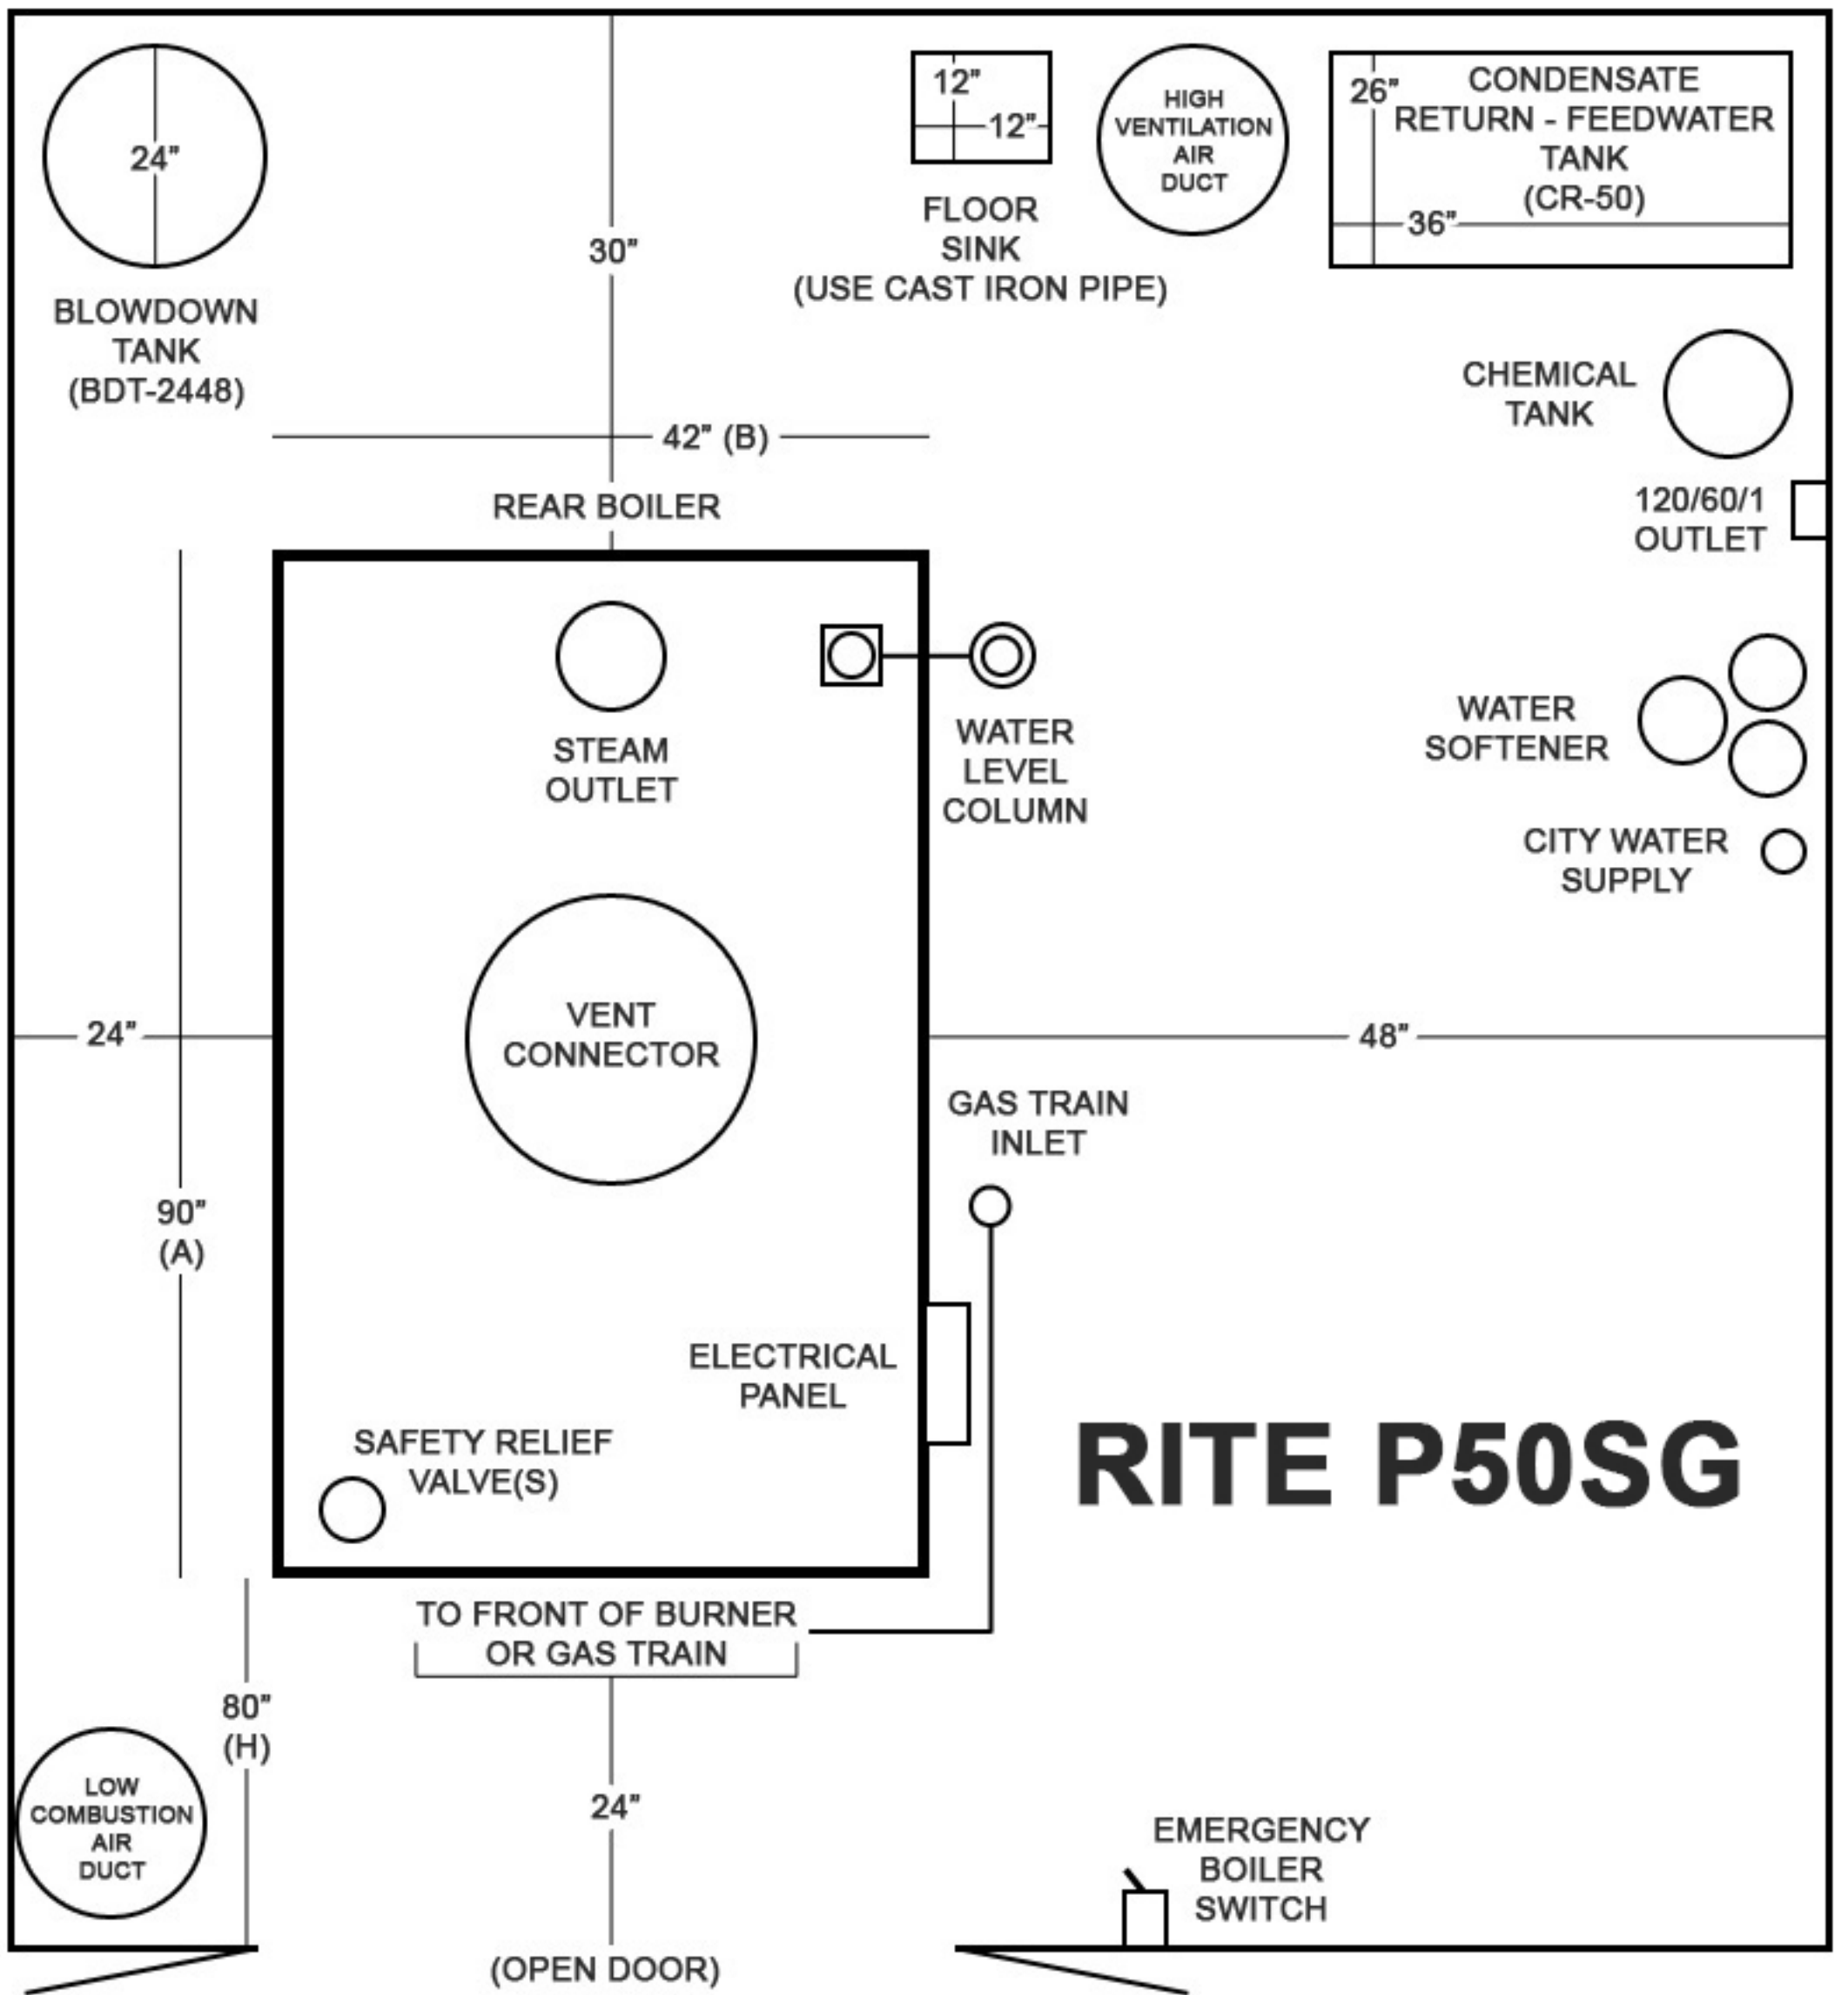 24”
BLOWDOWN
TANK
(BDT-2448)
30”
12”
12”
FLOOR
SINK
(USE CAST IRON PIPE)
HIGH
VENTILATION
AIR
DUCT
26”
CONDENSATE
RETURN - FEEDWATER
TANK
(CR-50)
36”
CHEMICAL
TANK
120/60/1
OUTLET
42” (B)
REAR BOILER
STEAM
OUTLET
WATER
LEVEL
COLUMN
WATER
SOFTENER
CITY WATER
SUPPLY
24”
VENT
CONNECTOR
48”
GAS TRAIN
INLET
90”
(A)
ELECTRICAL
PANEL
SAFETY RELIEF
VALVE(S)
RITE P50SG
TO FRONT OF BURNER
OR GAS TRAIN
80”
(H)
LOW
COMBUSTION
AIR
DUCT
24”
EMERGENCY
BOILER
SWITCH
(OPEN DOOR)